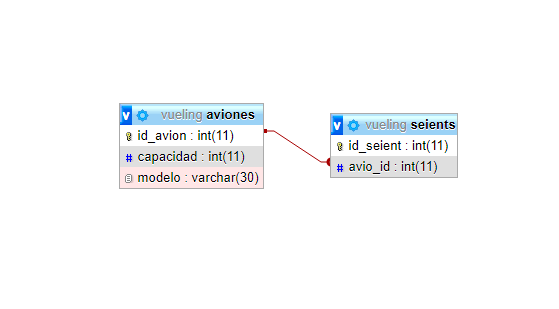 v vueling aviones
id_avion : int(11)
# capacidad : int(11)
modelo : varchar(30)
v vueling seients
id_seient : int(11)
# avio_id : int(11)